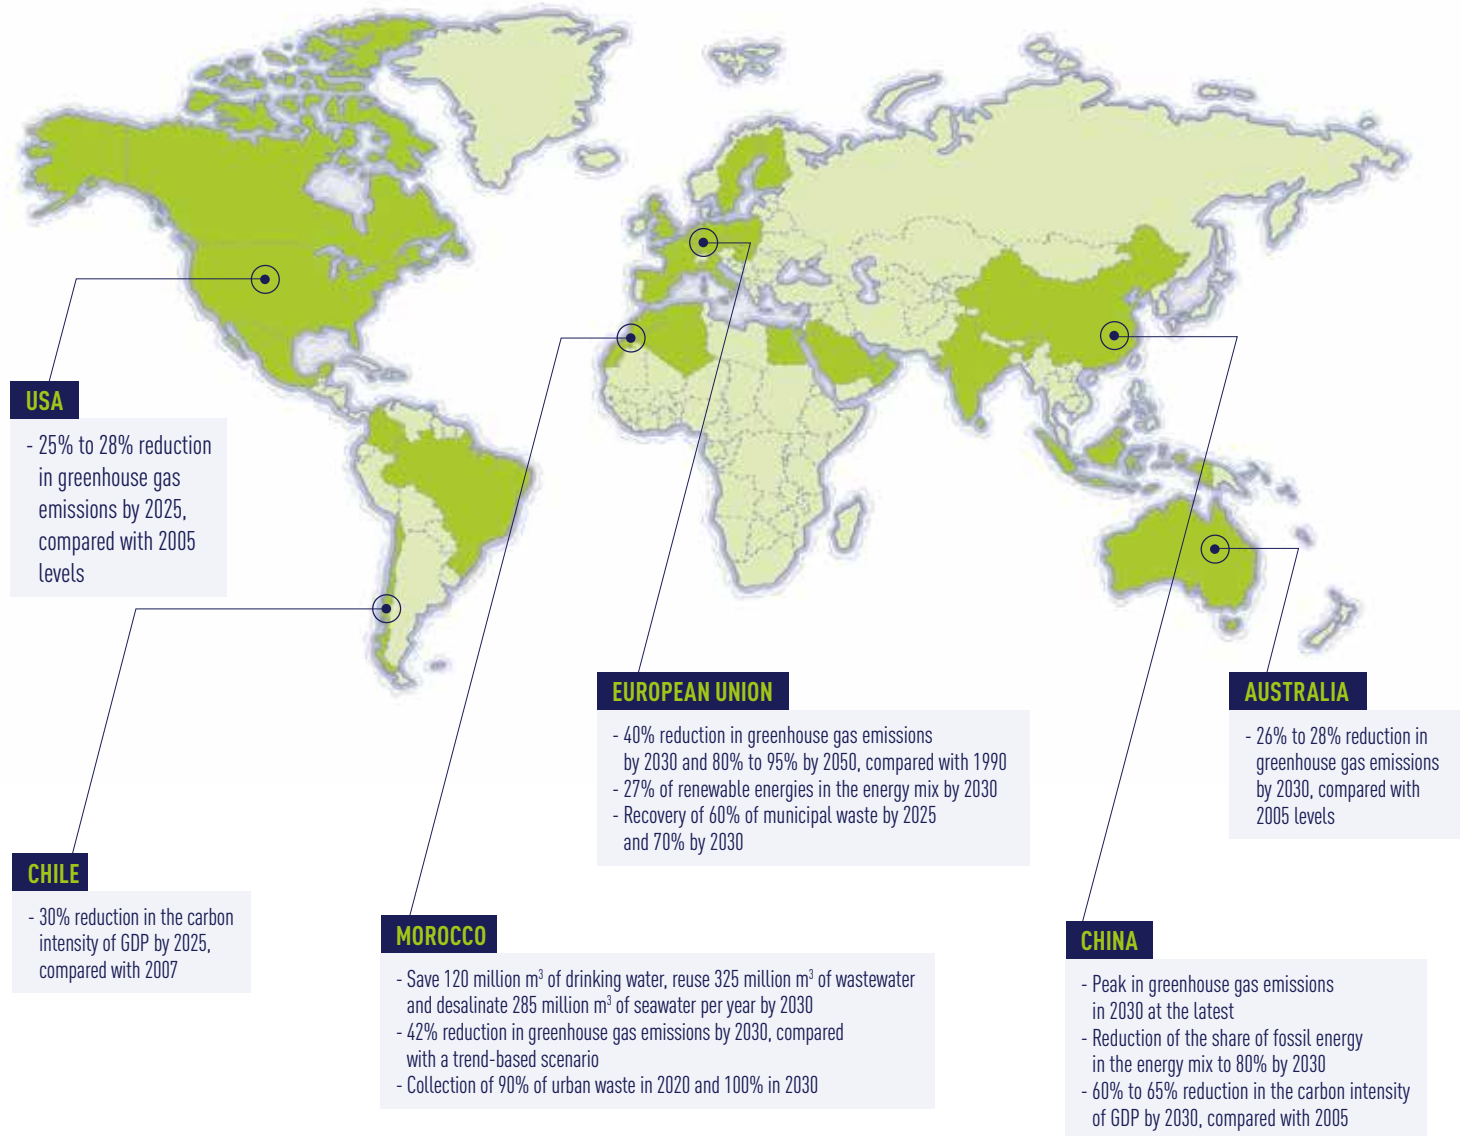 USA
- 25% to 28% reduction
in greenhouse gas
emissions by 2025,
compared with 2005
levels
CHILE
- 30% reduction in the carbon
intensity of GDP by 2025,
compared with 2007
MOROCCO
- Save 120 million m³ of drinking water, reuse 325 million m³ of wastewater
and desalinate 285 million m³ of seawater per year by 2030
- 42% reduction in greenhouse gas emissions by 2030, compared
with a trend-based scenario
- Collection of 90% of urban waste in 2020 and 100% in 2030
EUROPEAN UNION
- 40% reduction in greenhouse gas emissions
by 2030 and 80% to 95% by 2050, compared with 1990
- 27% of renewable energies in the energy mix by 2030
- Recovery of 60% of municipal waste by 2025
and 70% by 2030
AUSTRALIA
- 26% to 28% reduction in
greenhouse gas emissions
by 2030, compared with
2005 levels
CHINA
- Peak in greenhouse gas emissions
in 2030 at the latest
- Reduction of the share of fossil energy
in the energy mix to 80% by 2030
- 60% to 65% reduction in the carbon intensity
of GDP by 2030, compared with 2005